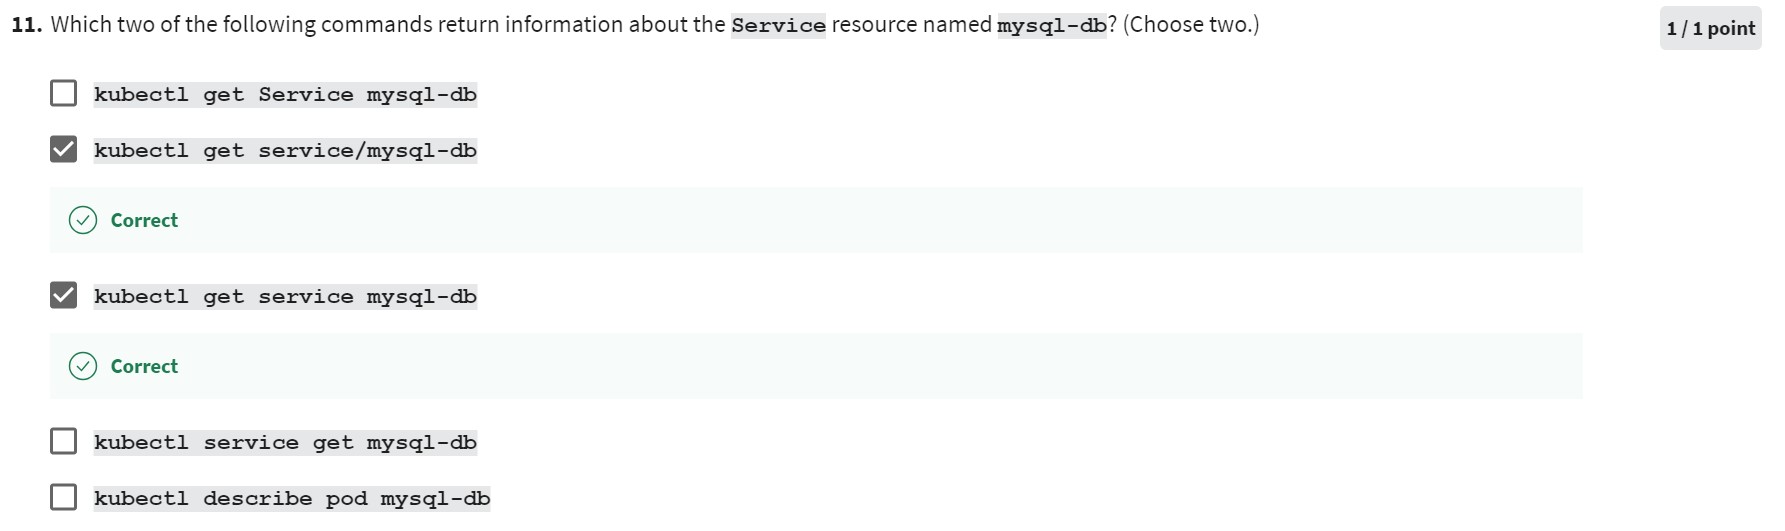 11. Which two of the following commands return information about the Service resource named mysql-db? (Choose two.)
1 / 1 point
kubectl get Service mysql-db
kubectl get service/mysql-db
Correct
kubectl get service mysql-db
Correct
kubectl service get mysql-db
kubectl describe pod mysql-db